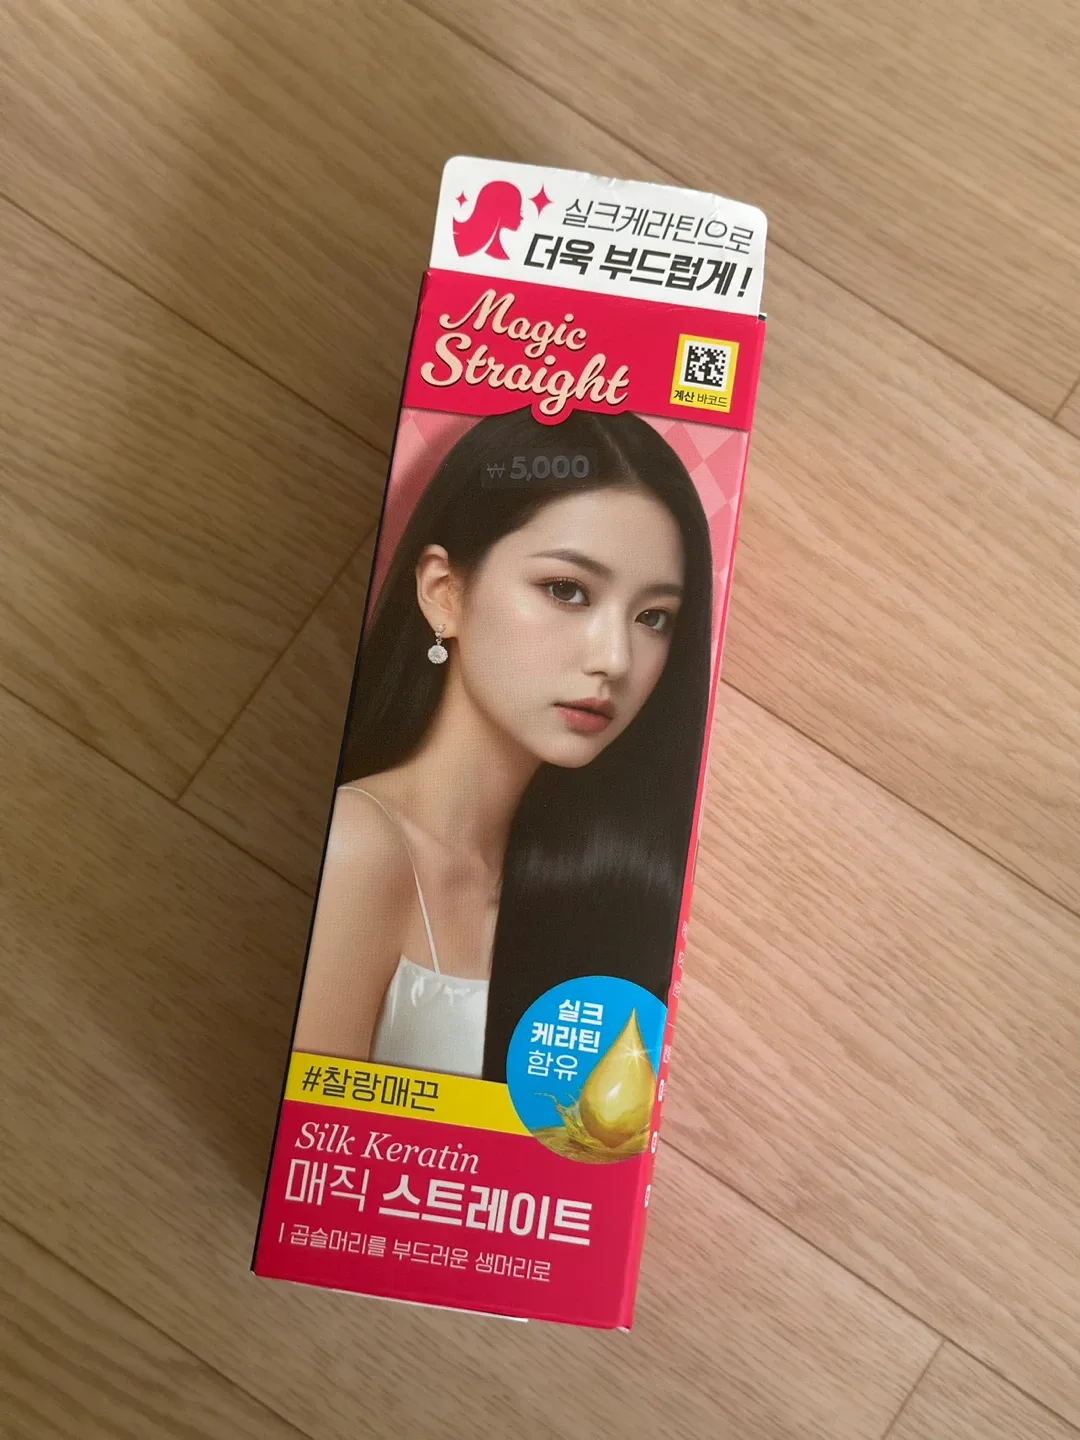 실크케라틴으로
더욱 부드럽게!
Magic
Straight
계산 바코드
₩5,000
실크
케라틴
함유
#찰랑매끈
Silk Keratin
매직 스트레이트
곱슬머리를 부드러운 생머리로